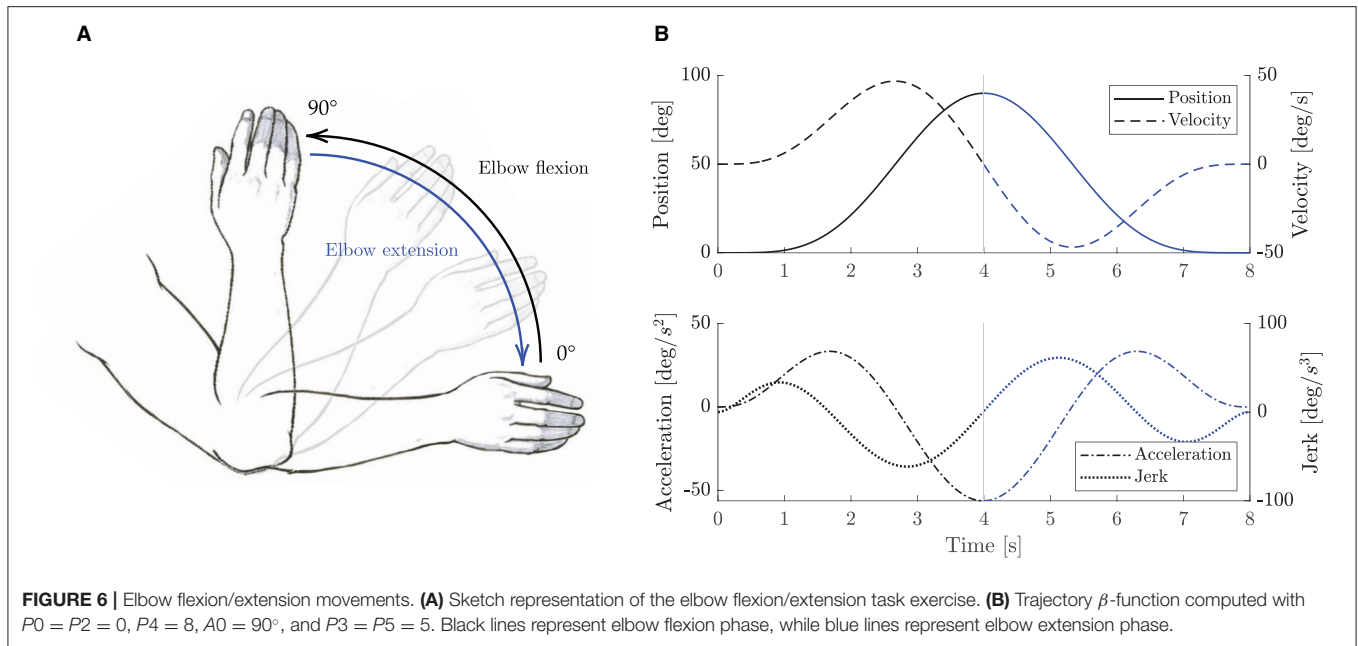 A
90°
Elbow flexion
Elbow extension
0°
B
100
50
0
Position [deg]
Position
Velocity
50
0
-50
Velocity [deg/s]
0 1 2 3 4 5 6 7 8
50
0
-50
Acceleration [deg/s²]
Acceleration
Jerk
100
0
-100
Jerk [deg/s³]
0 1 2 3 4 5 6 7 8
Time [s]
FIGURE 6 | Elbow flexion/extension movements. (A) Sketch representation of the elbow flexion/extension task exercise. (B) Trajectory β-function computed with
P0 = P2 = 0, P4 = 8, A0 = 90°, and P3 = P5 = 5. Black lines represent elbow flexion phase, while blue lines represent elbow extension phase.